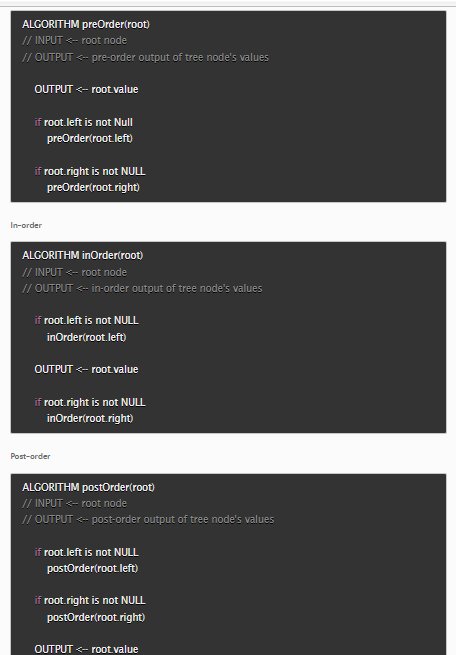 ALGORITHM preOrder(root)
// INPUT <-- root node
// OUTPUT <-- pre-order output of tree node's values
OUTPUT <-- root.value
if root.left is not Null
preOrder(root.left)
if root.right is not NULL
preOrder(root.right)
In-order
ALGORITHM inOrder(root)
// INPUT <-- root node
// OUTPUT <-- in-order output of tree node's values
if root.left is not NULL
inOrder(root.left)
OUTPUT <-- root.value
if root.right is not NULL
inOrder(root.right)
Post-order
ALGORITHM postOrder(root)
// INPUT <-- root node
// OUTPUT <-- post-order output of tree node's values
if root.left is not NULL
postOrder(root.left)
if root.right is not NULL
postOrder(root.right)
OUTPUT <-- root.value